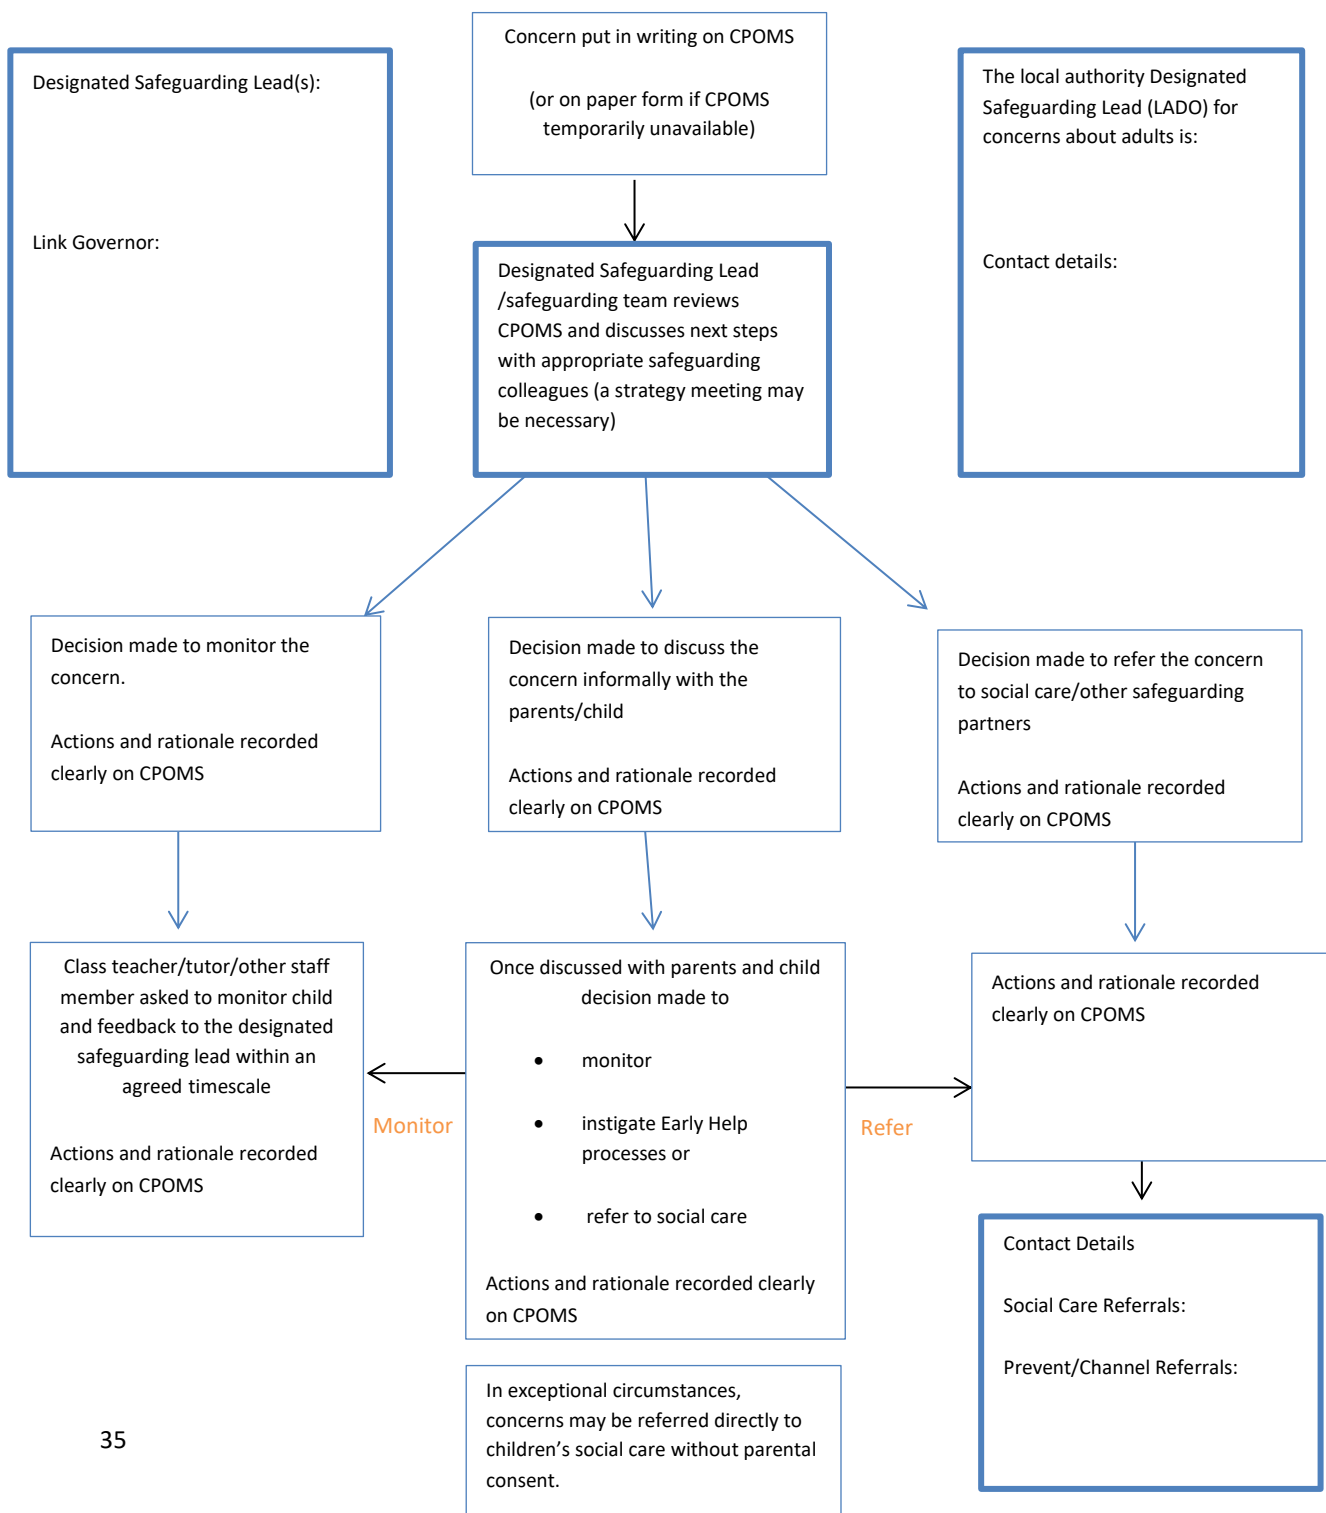 Concern put in writing on CPOMS
(or on paper form if CPOMS
temporarily unavailable)
Designated Safeguarding Lead(s):
Link Governor:
The local authority Designated
Safeguarding Lead (LADO) for
concerns about adults is:
Contact details:
Designated Safeguarding Lead
/safeguarding team reviews
CPOMS and discusses next steps
with appropriate safeguarding
colleagues (a strategy meeting may
be necessary)
Decision made to monitor the
concern.
Actions and rationale recorded
clearly on CPOMS
Decision made to discuss the
concern informally with the
parents/child
Actions and rationale recorded
clearly on CPOMS
Decision made to refer the concern
to social care/other safeguarding
partners
Actions and rationale recorded
clearly on CPOMS
Class teacher/tutor/other staff
member asked to monitor child
and feedback to the designated
safeguarding lead within an
agreed timescale
Actions and rationale recorded
clearly on CPOMS
Monitor
Once discussed with parents and child
decision made to
• monitor
• instigate Early Help
processes or
• refer to social care
Actions and rationale recorded clearly
on CPOMS
Refer
Actions and rationale recorded
clearly on CPOMS
Contact Details
Social Care Referrals:
Prevent/Channel Referrals:
In exceptional circumstances,
concerns may be referred directly to
children’s social care without parental
consent.
35